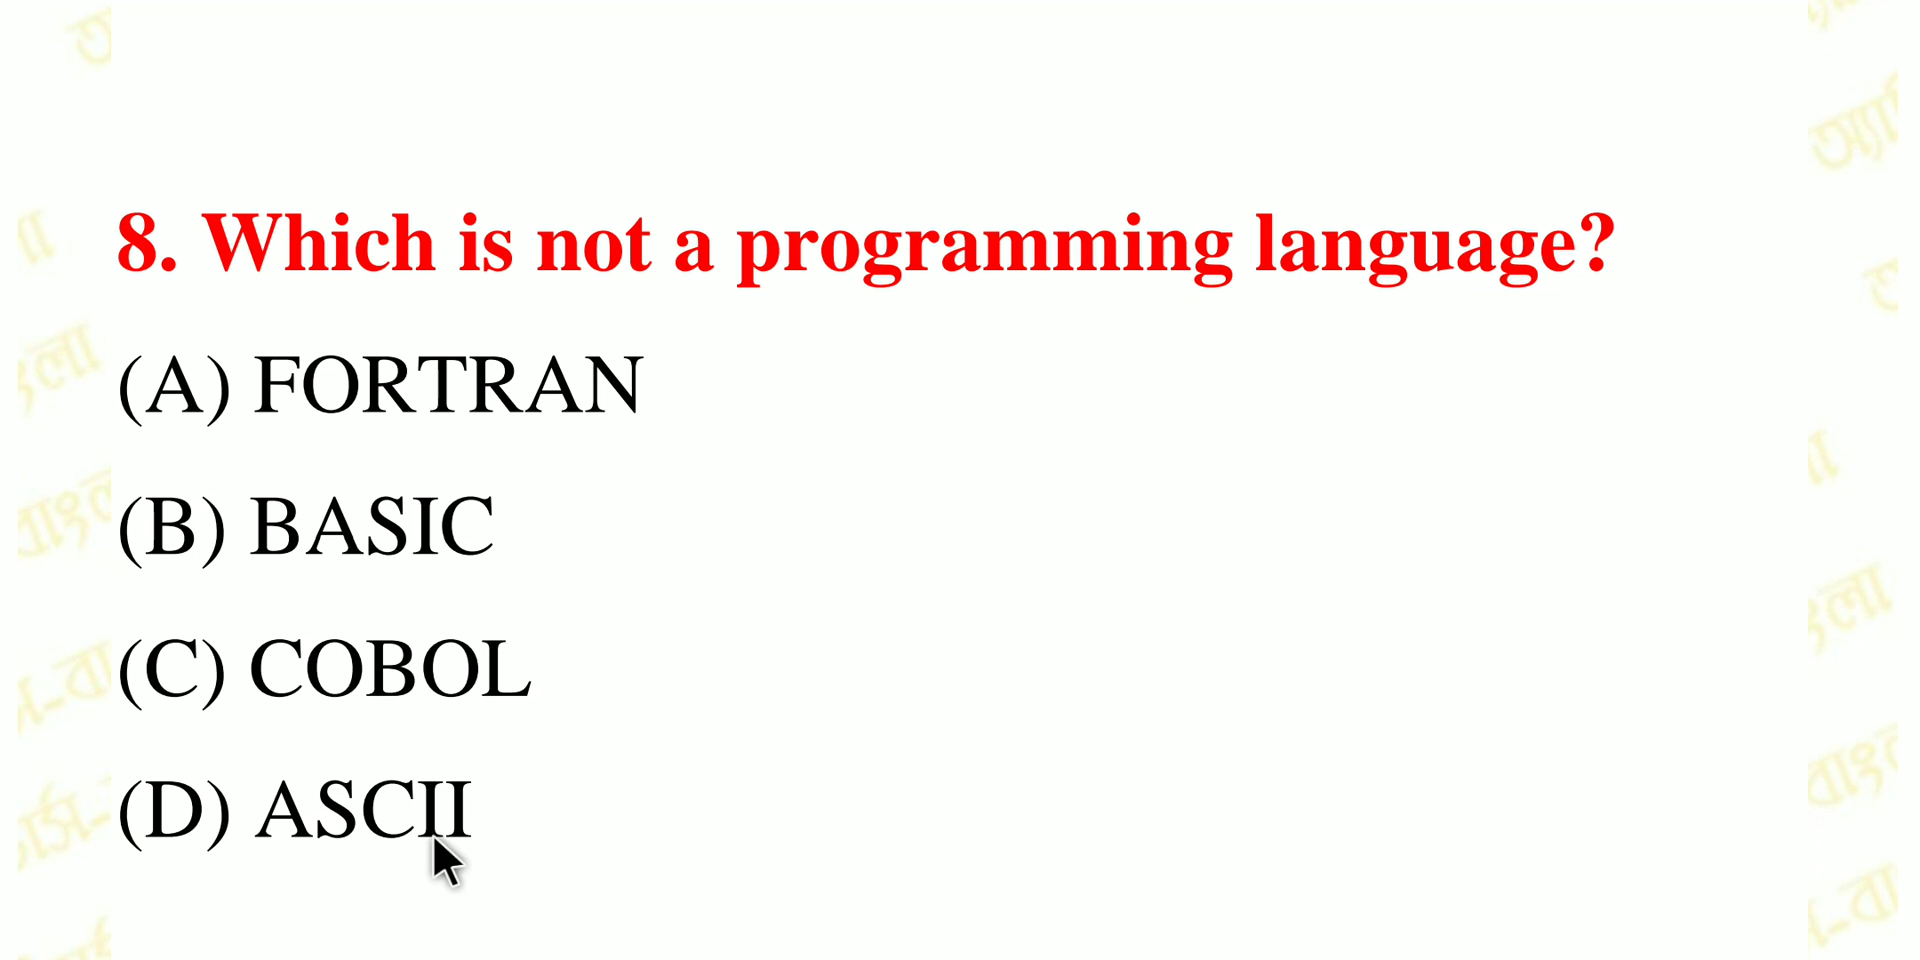 8. Which is not a programming language?
(A) FORTRAN
(B) BASIC
(C) COBOL
(D) ASCII